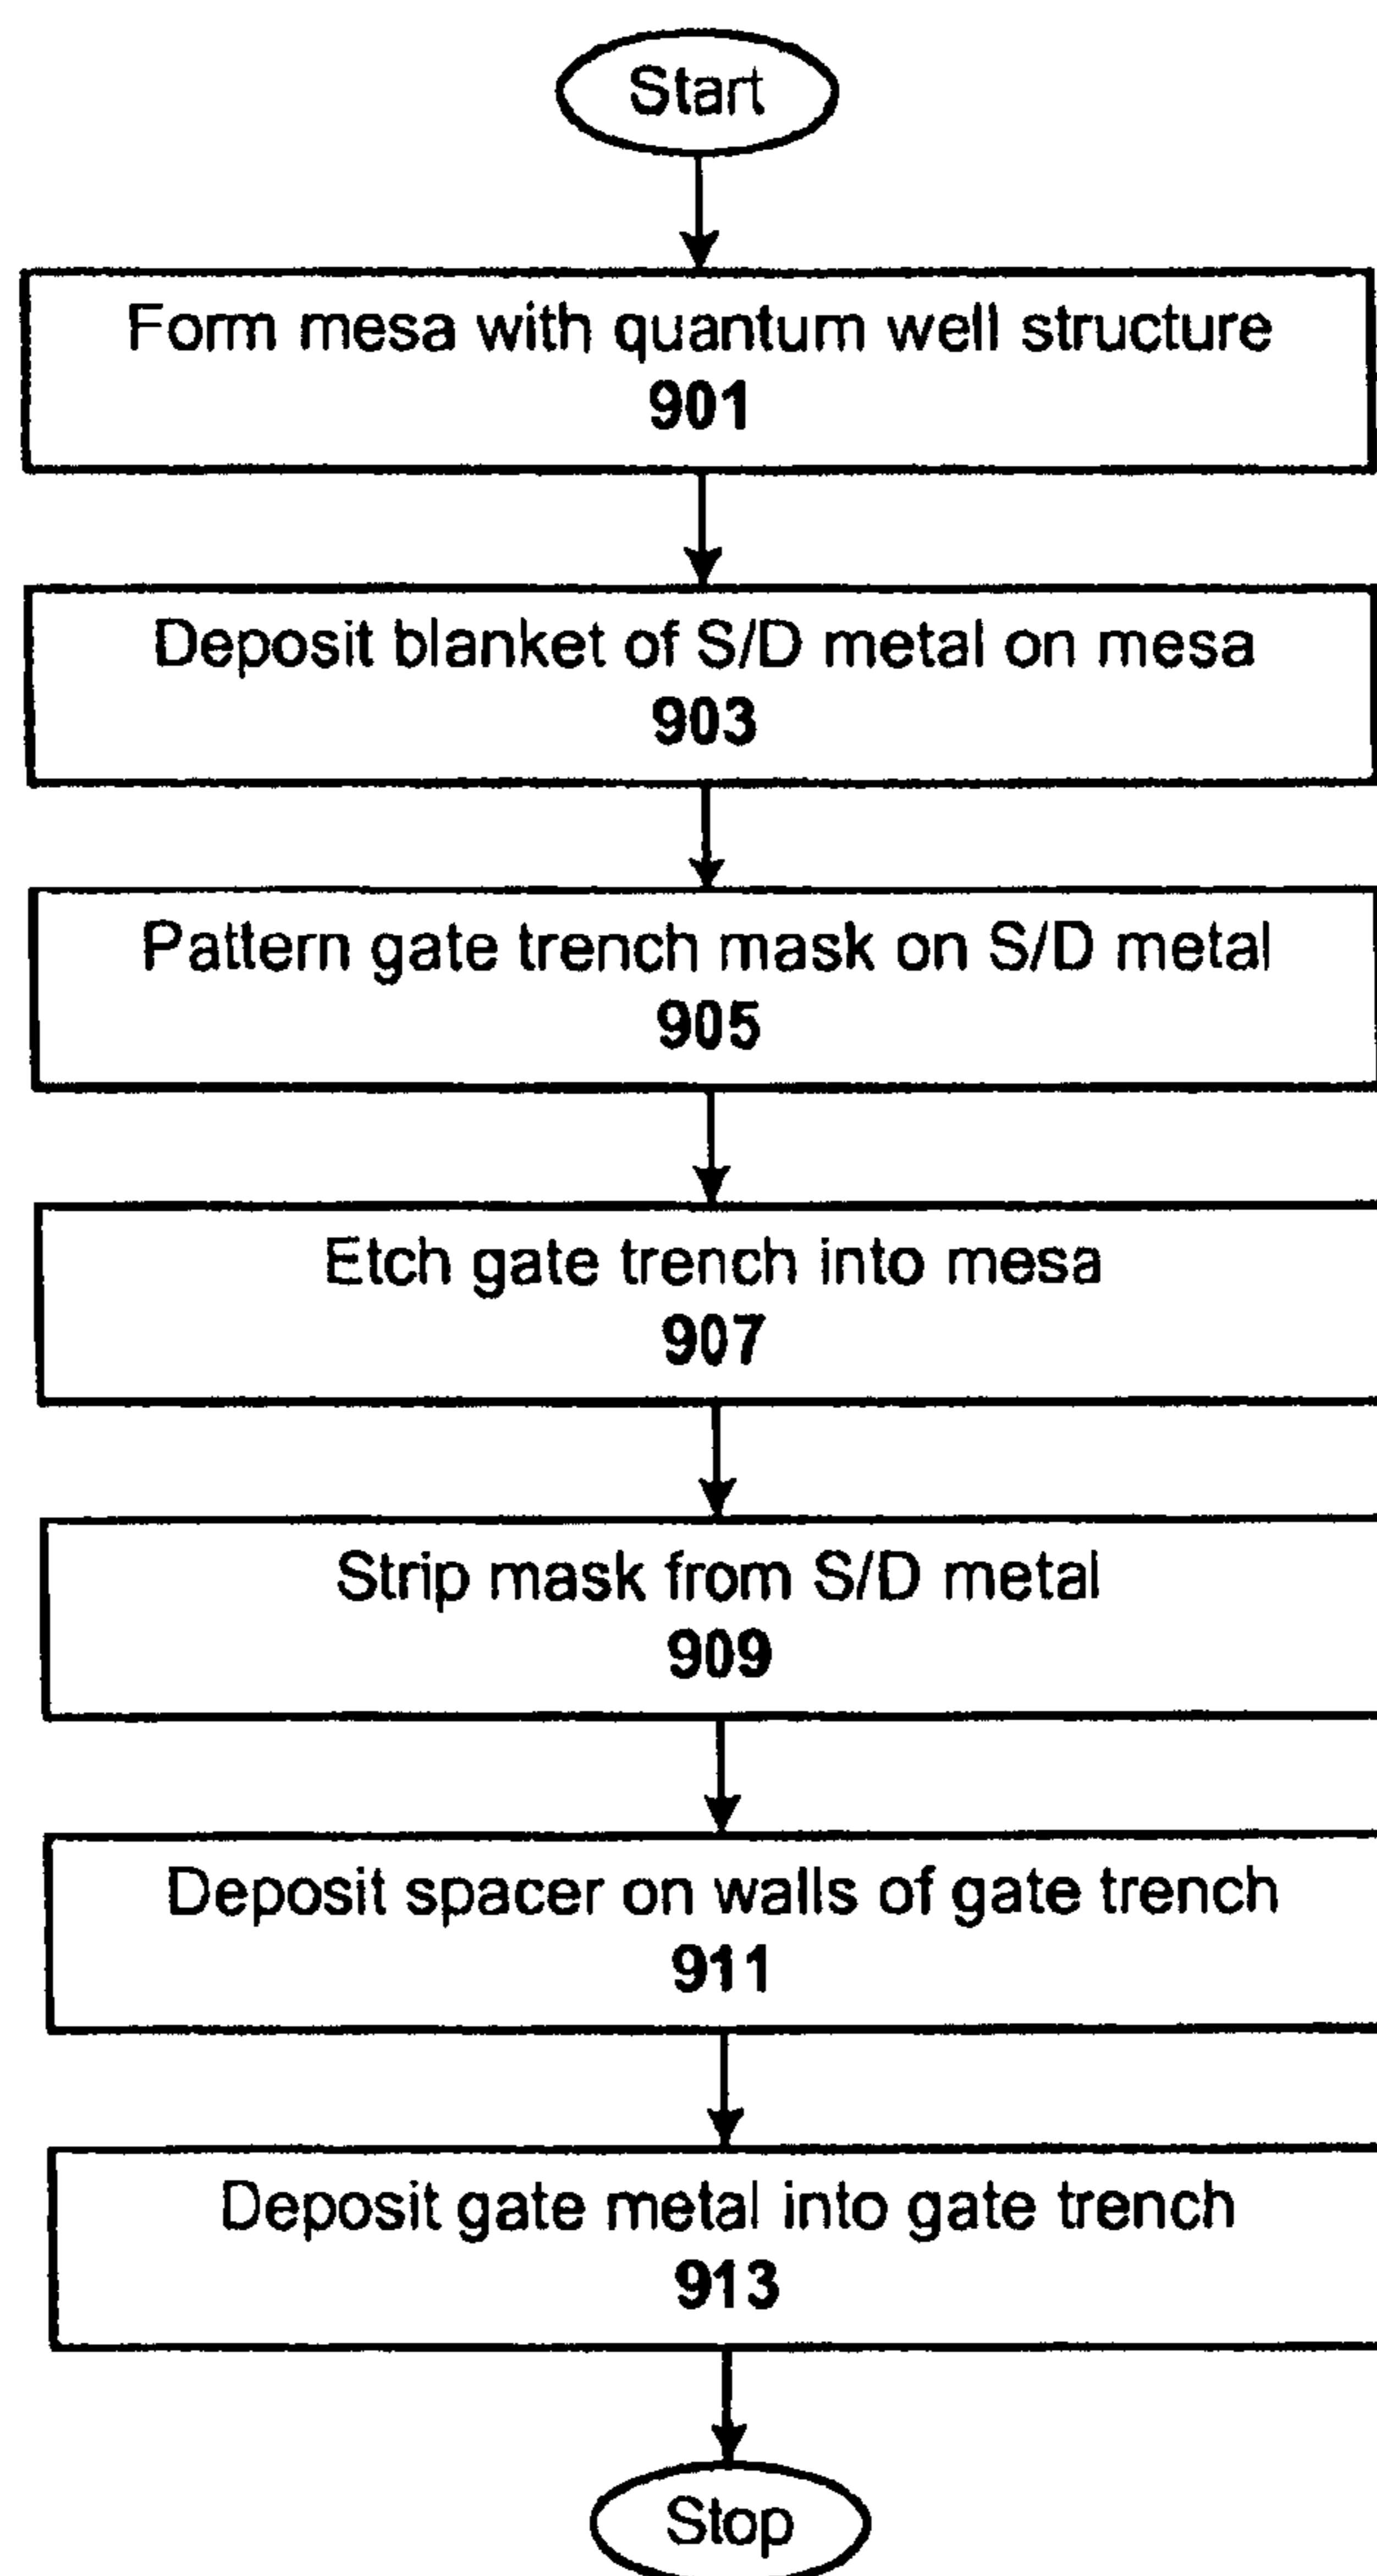 Start
Form mesa with quantum well structure
901
Deposit blanket of S/D metal on mesa
903
Pattern gate trench mask on S/D metal
905
Etch gate trench into mesa
907
Strip mask from S/D metal
909
Deposit spacer on walls of gate trench
911
Deposit gate metal into gate trench
913
Stop